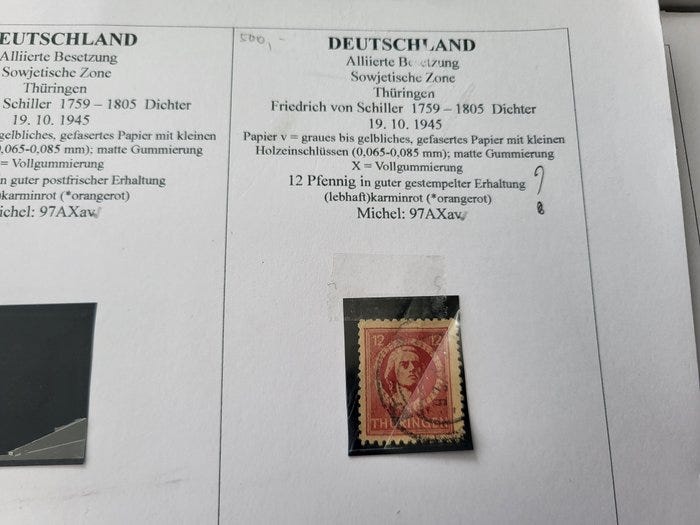 EUTSCHLAND
Alliierte Besetzung
Sowjetische Zone
Thüringen
Schiller 1759 – 1805 Dichter
19. 10. 1945
gelbliches, gefasertes Papier mit kleinen
0,065-0,085 mm); matte Gummierung
= Vollgummierung
n guter postfrischer Erhaltung
)karminrot (*orangerot)
ichel: 97AXav
500,-
DEUTSCHLAND
Alliierte Besetzung
Sowjetische Zone
Thüringen
Friedrich von Schiller 1759 – 1805 Dichter
19. 10. 1945
Papier v = graues bis gelbliches, gefasertes Papier mit kleinen
Holzeinschlüssen (0,065-0,085 mm); matte Gummierung
X = Vollgummierung
12 Pfennig in guter gestempelter Erhaltung
(lebhaft)karminrot (*orangerot)
Michel: 97AXav
12 12
THÜRINGEN